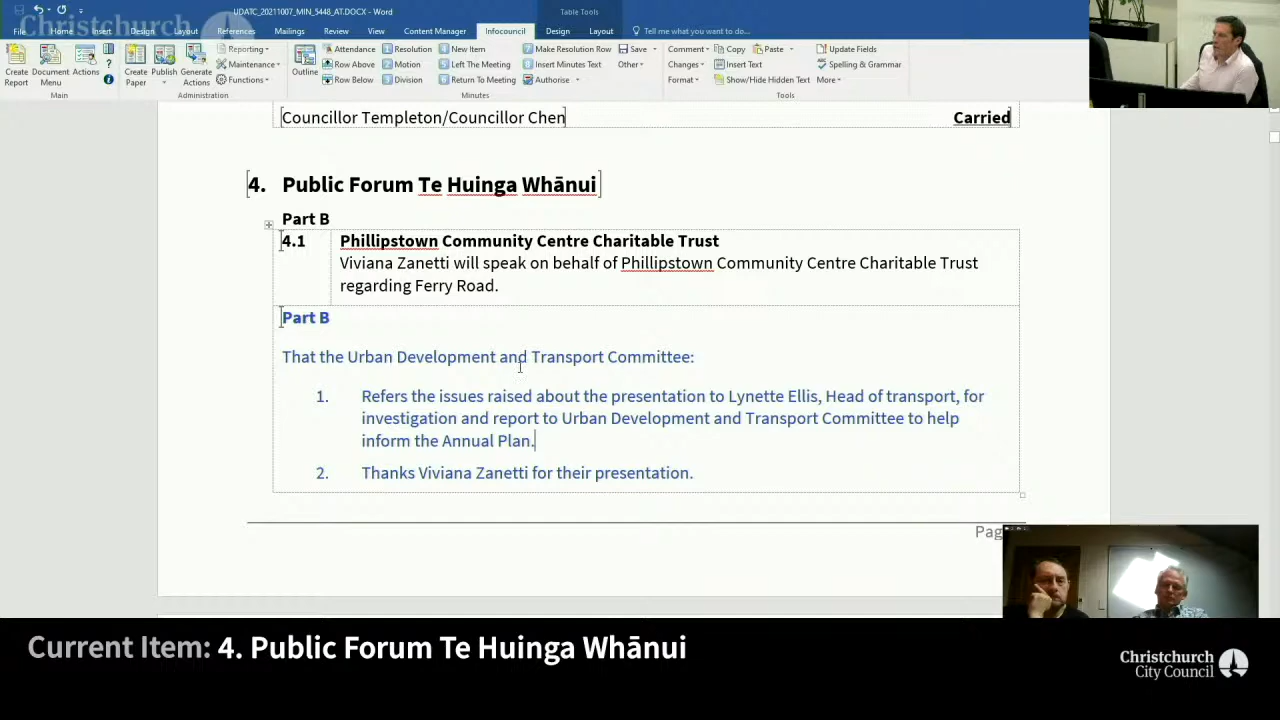 Christchurch
UDATC_20211007_MIN_5448_AT.DOCX - Word
Table Tools
File Home Insert Design Layout References Mailings Review View Content Manager Infocouncil Design Layout Tell me what you want to do...
Create Report
Document Menu
Actions
Main
Create Paper
Publish
Generate Actions
Reporting
Maintenance
Functions
Administration
Outline
Attendance
Row Above
Row Below
Resolution
Motion
Division
New Item
Left The Meeting
Return To Meeting
Make Resolution Row
Insert Minutes Text
Authorise
Save
Other
Minutes
Comment
Changes
Format
Copy
Paste
Insert Text
Show/Hide Hidden Text
Update Fields
Spelling & Grammar
More
Tools
Councillor Templeton/Councillor Chen Carried
4. Public Forum Te Huinga Whānui
Part B
4.1 Phillipstown Community Centre Charitable Trust
Viviana Zanetti will speak on behalf of Phillipstown Community Centre Charitable Trust
regarding Ferry Road.
Part B
That the Urban Development and Transport Committee:
1. Refers the issues raised about the presentation to Lynette Ellis, Head of transport, for
investigation and report to Urban Development and Transport Committee to help
inform the Annual Plan.
2. Thanks Viviana Zanetti for their presentation.
Current Item: 4. Public Forum Te Huinga Whānui
Christchurch
City Council